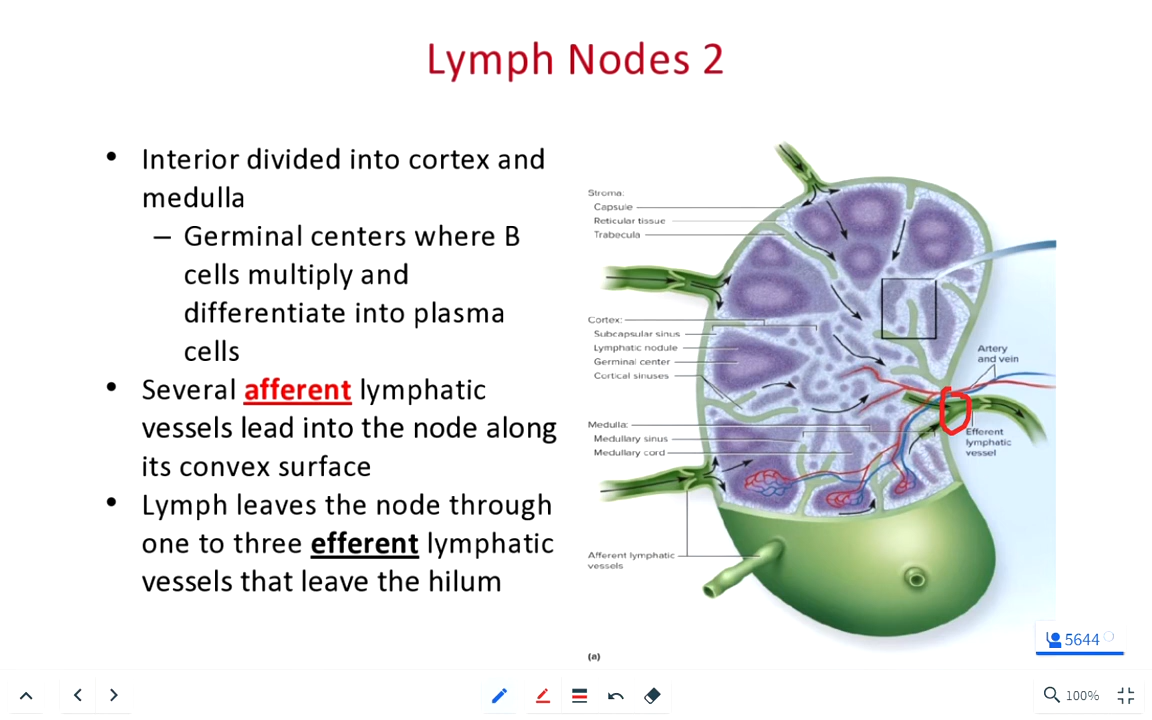 Lymph Nodes 2
• Interior divided into cortex and
medulla
– Germinal centers where B
cells multiply and
differentiate into plasma
cells
• Several afferent lymphatic
vessels lead into the node along
its convex surface
• Lymph leaves the node through
one to three efferent lymphatic
vessels that leave the hilum
Stroma:
Capsule
Reticular tissue
Trabecula
Cortex:
Subcapsular sinus
Lymphatic nodule
Germinal center
Cortical sinuses
Medulla:
Medullary sinus
Medullary cord
Afferent lymphatic
vessels
Artery
and vein
Efferent
lymphatic
vessel
(a)
5644
100%